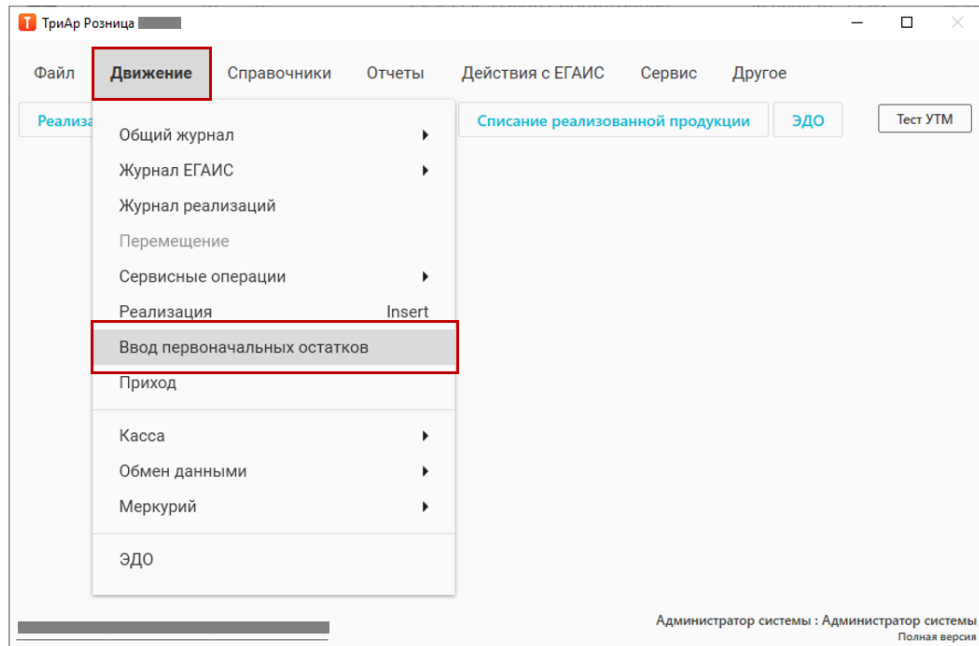 ТриАр Розница
Файл Движение Справочники Отчеты Действия с ЕГАИС Сервис Другое
Списание реализованной продукции ЭДО Тест УТМ
Общий журнал
Журнал ЕГАИС
Журнал реализаций
Перемещение
Сервисные операции
Реализация Insert
Ввод первоначальных остатков
Приход
Касса
Обмен данными
Меркурий
ЭДО
Администратор системы : Администратор системы
Полная версия